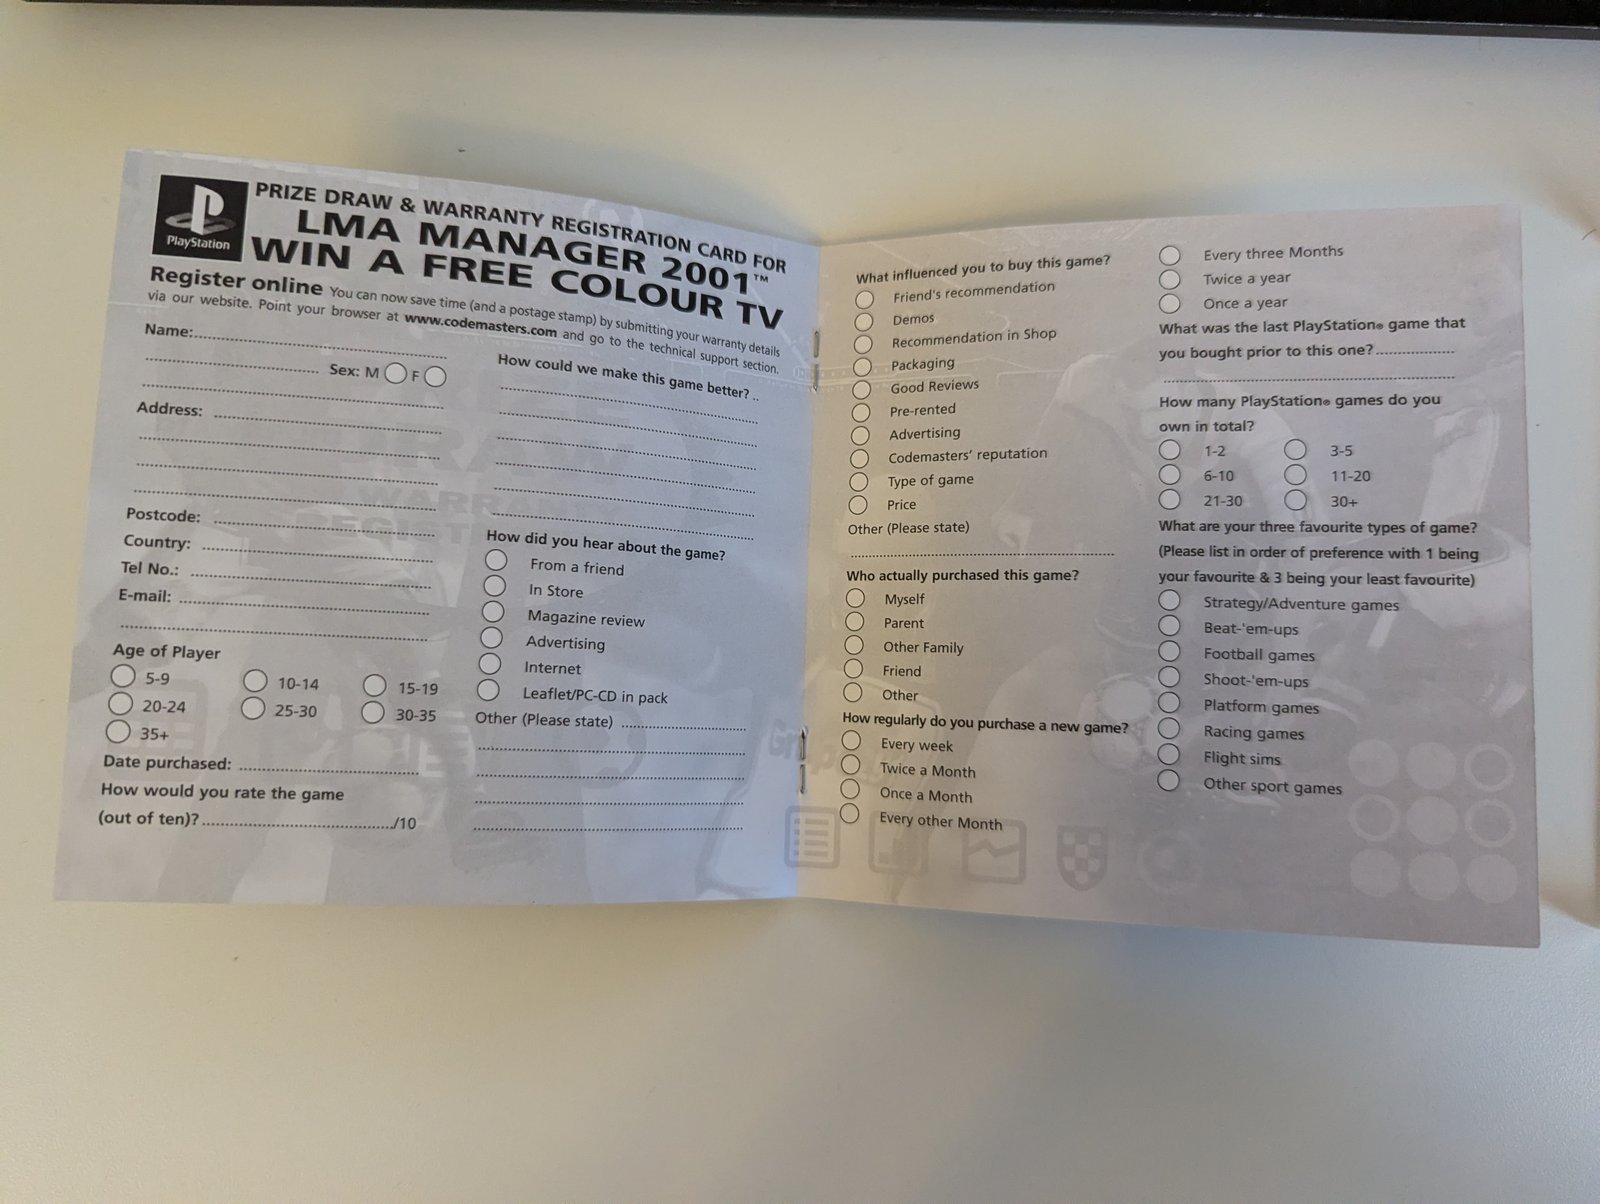 PlayStation
PRIZE DRAW & WARRANTY REGISTRATION CARD FOR
LMA MANAGER 2001™
WIN A FREE COLOUR TV
Register online You can now save time (and a postage stamp) by submitting your warranty details
via our website. Point your browser at www.codemasters.com and go to the technical support section.
Name:
Sex: M F
Address:
Postcode:
Country:
Tel No.:
E-mail:
Age of Player
5-9 10-14 15-19
20-24 25-30 30-35
35+
Date purchased:
How would you rate the game
(out of ten)? /10
How could we make this game better?
How did you hear about the game?
From a friend
In Store
Magazine review
Advertising
Internet
Leaflet/PC-CD in pack
Other (Please state)
What influenced you to buy this game?
Friend's recommendation
Demos
Recommendation in Shop
Packaging
Good Reviews
Pre-rented
Advertising
Codemasters' reputation
Type of game
Price
Other (Please state)
Who actually purchased this game?
Myself
Parent
Other Family
Friend
Other
How regularly do you purchase a new game?
Every week
Twice a Month
Once a Month
Every other Month
Every three Months
Twice a year
Once a year
What was the last PlayStation® game that
you bought prior to this one?
How many PlayStation® games do you
own in total?
1-2 3-5
6-10 11-20
21-30 30+
What are your three favourite types of game?
(Please list in order of preference with 1 being
your favourite & 3 being your least favourite)
Strategy/Adventure games
Beat-'em-ups
Football games
Shoot-'em-ups
Platform games
Racing games
Flight sims
Other sport games